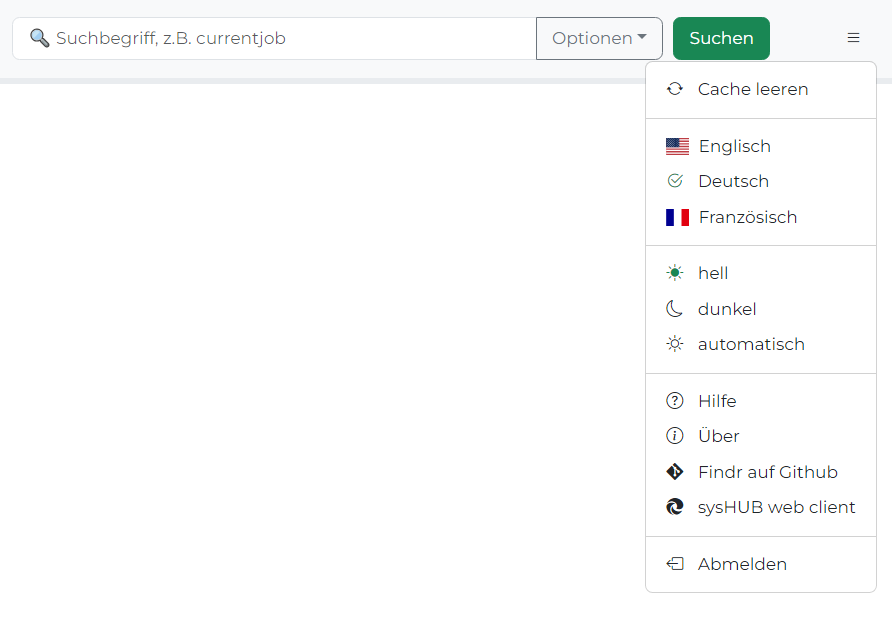 Suchbegriff, z.B. currentjob
Optionen
Suchen
Cache leeren
Englisch
Deutsch
Französisch
hell
dunkel
automatisch
Hilfe
Über
Findr auf Github
sysHUB web client
Abmelden